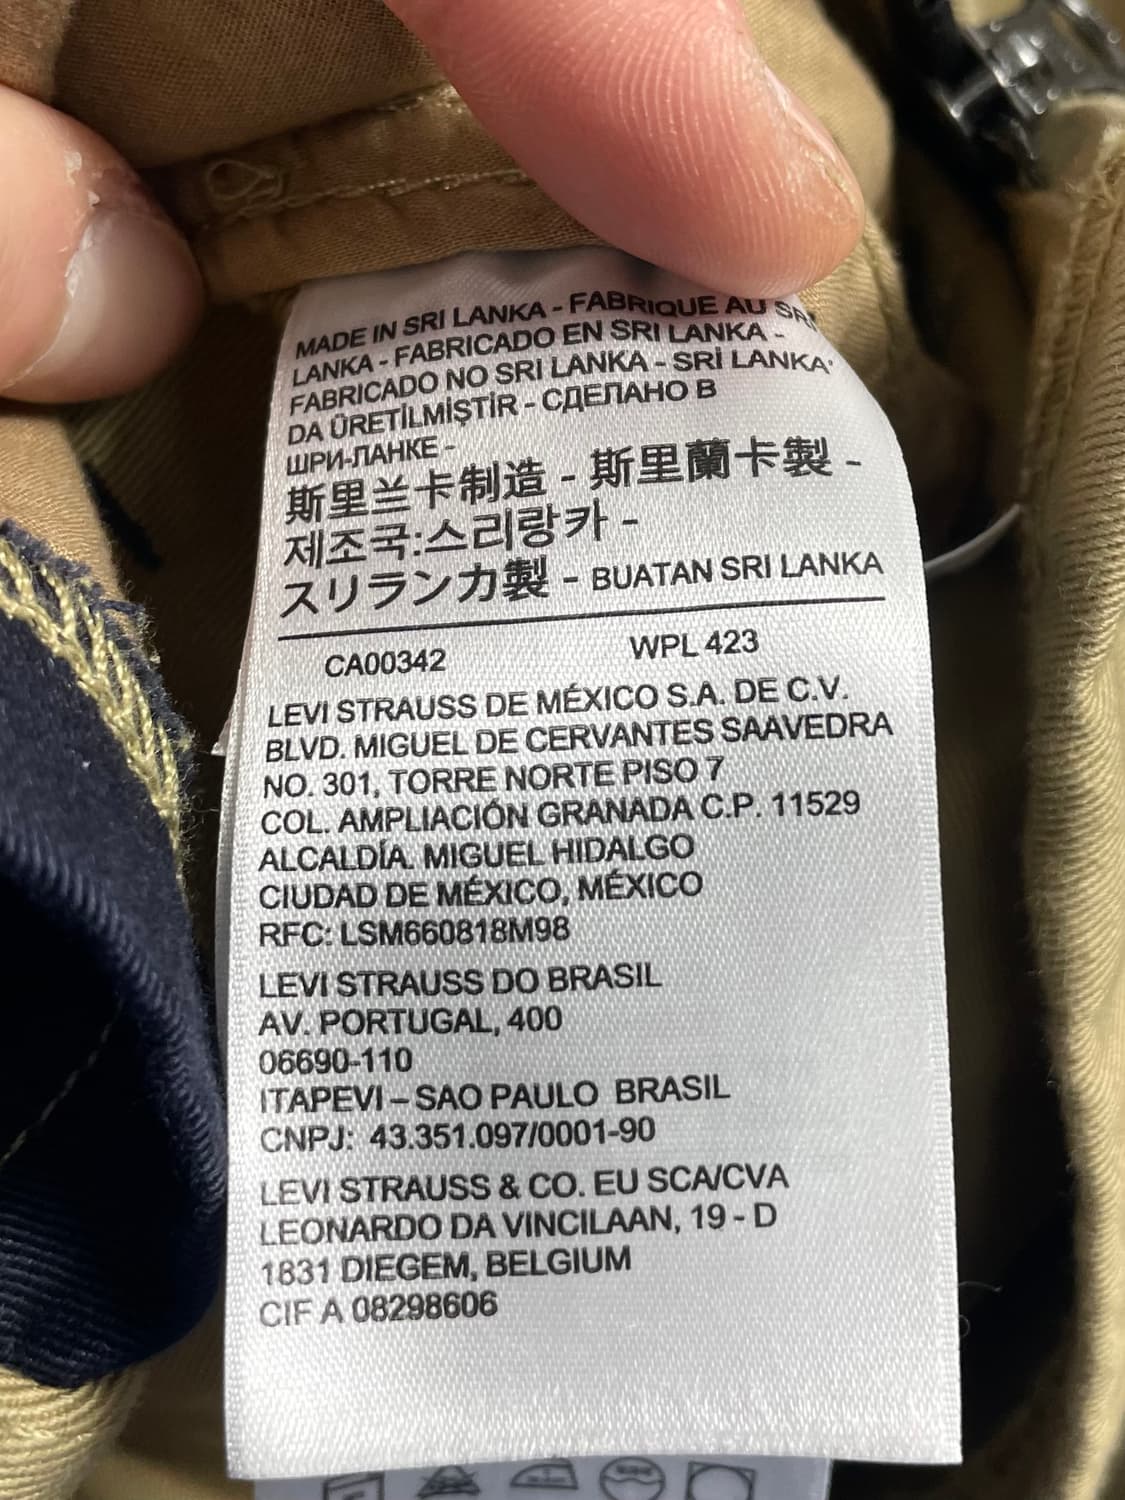 MADE IN SRI LANKA - FABRIQUE AU SRI
LANKA - FABRICADO EN SRI LANKA -
FABRICADO NO SRI LANKA - SRİ LANKA'
DA ÜRETİLMİŞTİR - СДЕЛАНО В
ШРИ-ЛАНКЕ -
斯里兰卡制造 - 斯里蘭卡製 -
제조국:스리랑카 -
スリランカ製 - BUATAN SRI LANKA
CA00342 WPL 423
LEVI STRAUSS DE MÉXICO S.A. DE C.V.
BLVD. MIGUEL DE CERVANTES SAAVEDRA
NO. 301, TORRE NORTE PISO 7
COL. AMPLIACIÓN GRANADA C.P. 11529
ALCALDÍA. MIGUEL HIDALGO
CIUDAD DE MÉXICO, MÉXICO
RFC: LSM660818M98
LEVI STRAUSS DO BRASIL
AV. PORTUGAL, 400
06690-110
ITAPEVI – SAO PAULO BRASIL
CNPJ: 43.351.097/0001-90
LEVI STRAUSS & CO. EU SCA/CVA
LEONARDO DA VINCILAAN, 19 - D
1831 DIEGEM, BELGIUM
CIF A 08298606